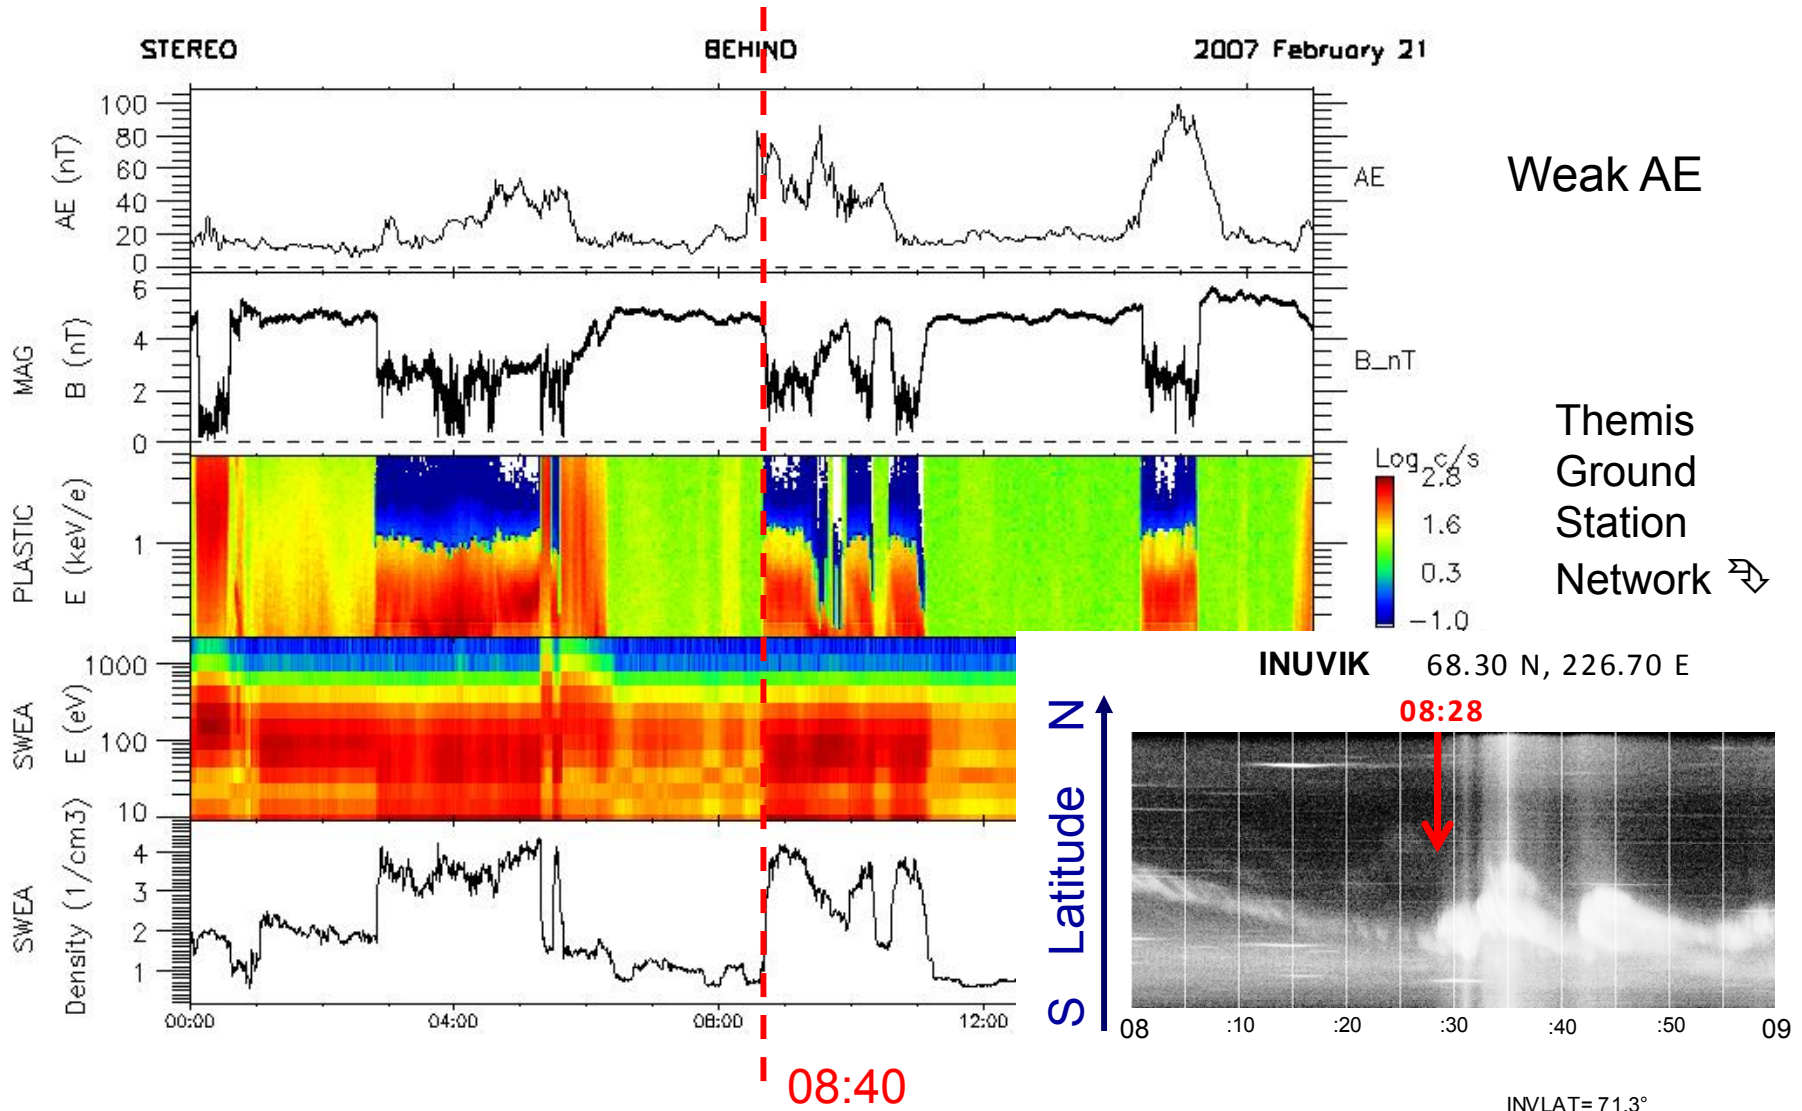 STEREO BEHIND 2007 February 21
100
80
60
40
20
0
AE (nT)
AE
Weak AE
6
4
2
0
MAG
B (nT)
B_nT
Themis
Ground
Station
Network
1
PLASTIC
E (keV/e)
Log c/s
2.8
1.6
0.3
-1.0
1000
100
10
SWEA
E (eV)
4
3
2
1
SWEA
Density (1/cm3)
00:00 04:00 08:00 12:00
08:40
INUVIK 68.30 N, 226.70 E
08:28
S Latitude N
08 :10 :20 :30 :40 :50 09
INVLAT= 71.3°